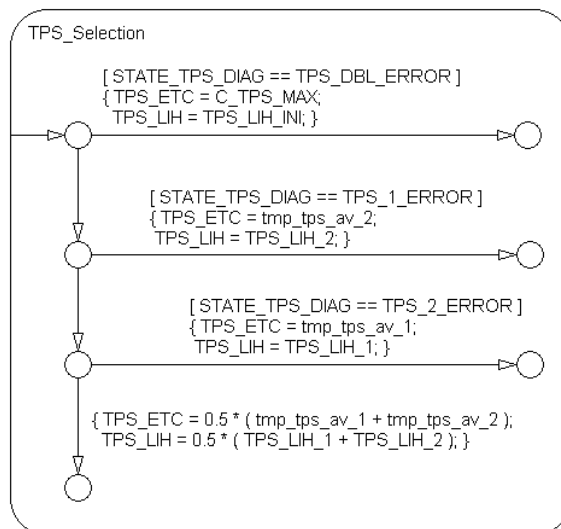 TPS_Selection
[ STATE_TPS_DIAG == TPS_DBL_ERROR ]
{ TPS_ETC = C_TPS_MAX;
TPS_LIH = TPS_LIH_INI; }
[ STATE_TPS_DIAG == TPS_1_ERROR ]
{ TPS_ETC = tmp_tps_av_2;
TPS_LIH = TPS_LIH_2; }
[ STATE_TPS_DIAG == TPS_2_ERROR ]
{ TPS_ETC = tmp_tps_av_1;
TPS_LIH = TPS_LIH_1; }
{ TPS_ETC = 0.5 * ( tmp_tps_av_1 + tmp_tps_av_2 );
TPS_LIH = 0.5 * ( TPS_LIH_1 + TPS_LIH_2 ); }